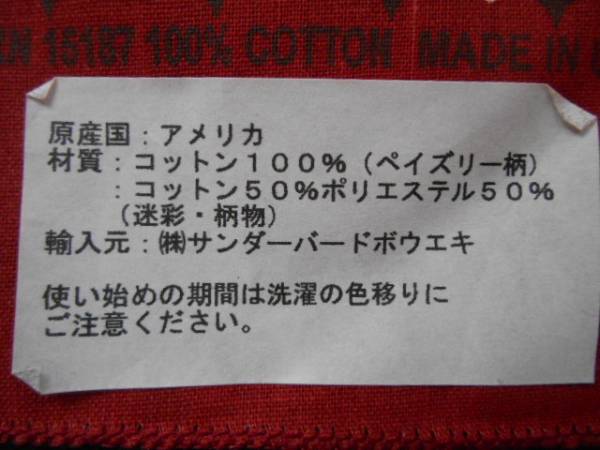 RN 15187 100% COTTON MADE IN
原産国：アメリカ
材質：コットン１００％（ペイズリー柄）
：コットン５０％ポリエステル５０％
（迷彩・柄物）
輸入元：㈱サンダーバードボウエキ
使い始めの期間は洗濯の色移りに
ご注意ください。